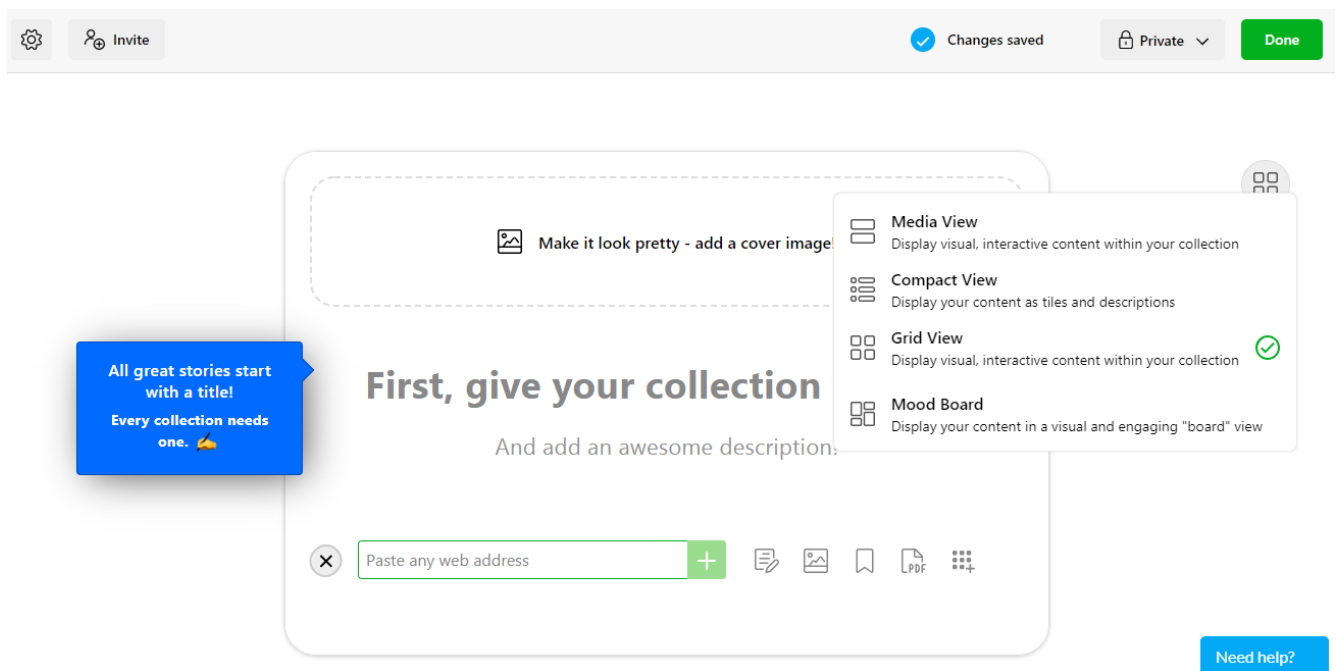 Invite
Changes saved
Private
Done
Make it look pretty - add a cover image!
Media View
Display visual, interactive content within your collection
Compact View
Display your content as tiles and descriptions
Grid View
Display visual, interactive content within your collection
Mood Board
Display your content in a visual and engaging "board" view
All great stories start
with a title!
Every collection needs
one. ✍️
First, give your collection
And add an awesome description!
Paste any web address
PDF
Need help?